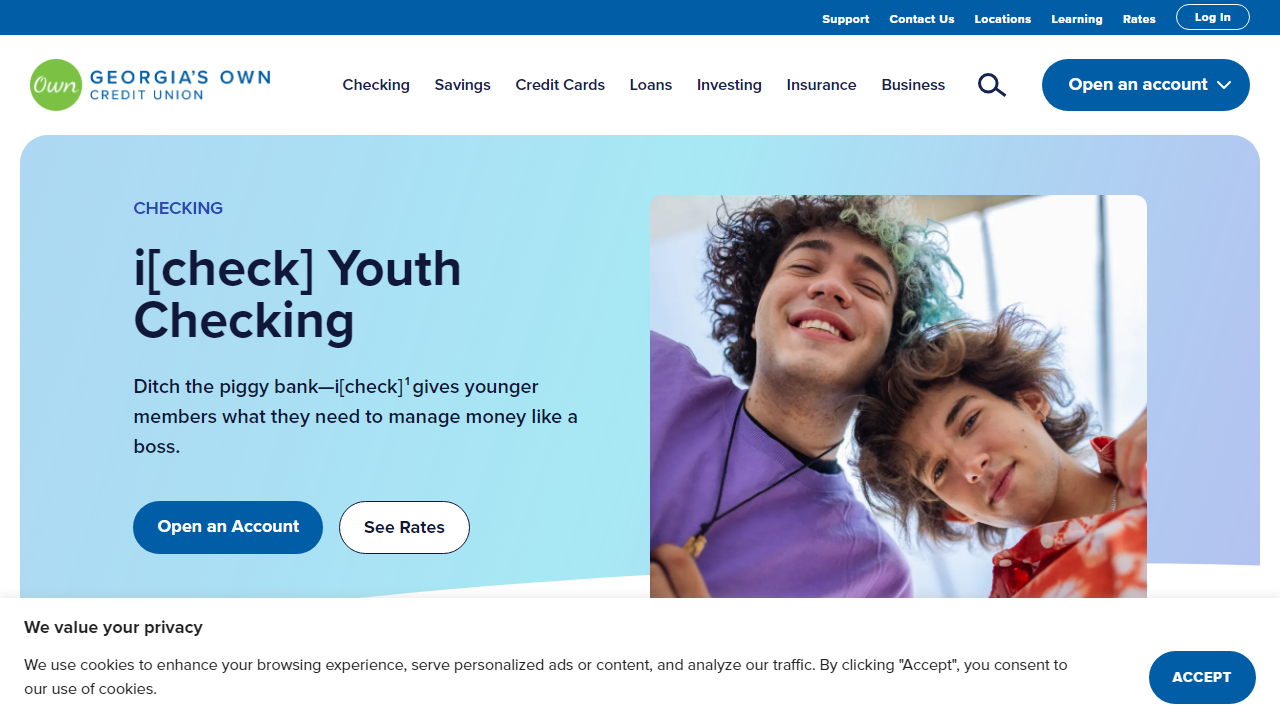 Support Contact Us Locations Learning Rates Log In
Own GEORGIA'S OWN
CREDIT UNION
Checking Savings Credit Cards Loans Investing Insurance Business
Open an account
CHECKING
i[check] Youth
Checking
Ditch the piggy bank—i[check]¹ gives younger
members what they need to manage money like a
boss.
Open an Account See Rates
We value your privacy
We use cookies to enhance your browsing experience, serve personalized ads or content, and analyze our traffic. By clicking "Accept", you consent to
our use of cookies.
ACCEPT